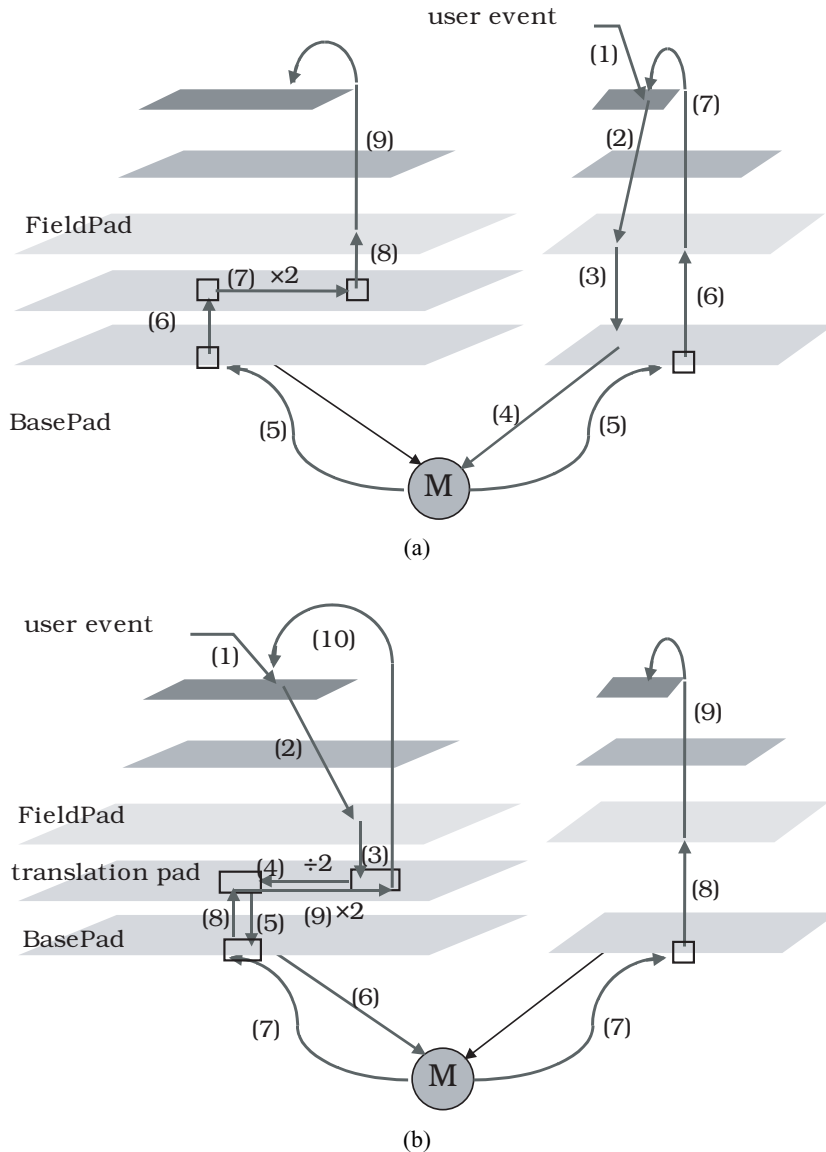 user event
(1)
(7)
(2)
(9)
FieldPad
(8)
(7) ×2
(3)
(6)
(6)
(4)
BasePad
(5)
(5)
M
(a)
user event
(10)
(1)
(9)
(2)
FieldPad
translation pad
(4) ÷2 (3)
(8) (5) (9) ×2
(8)
BasePad
(6)
(7)
(7)
M
(b)